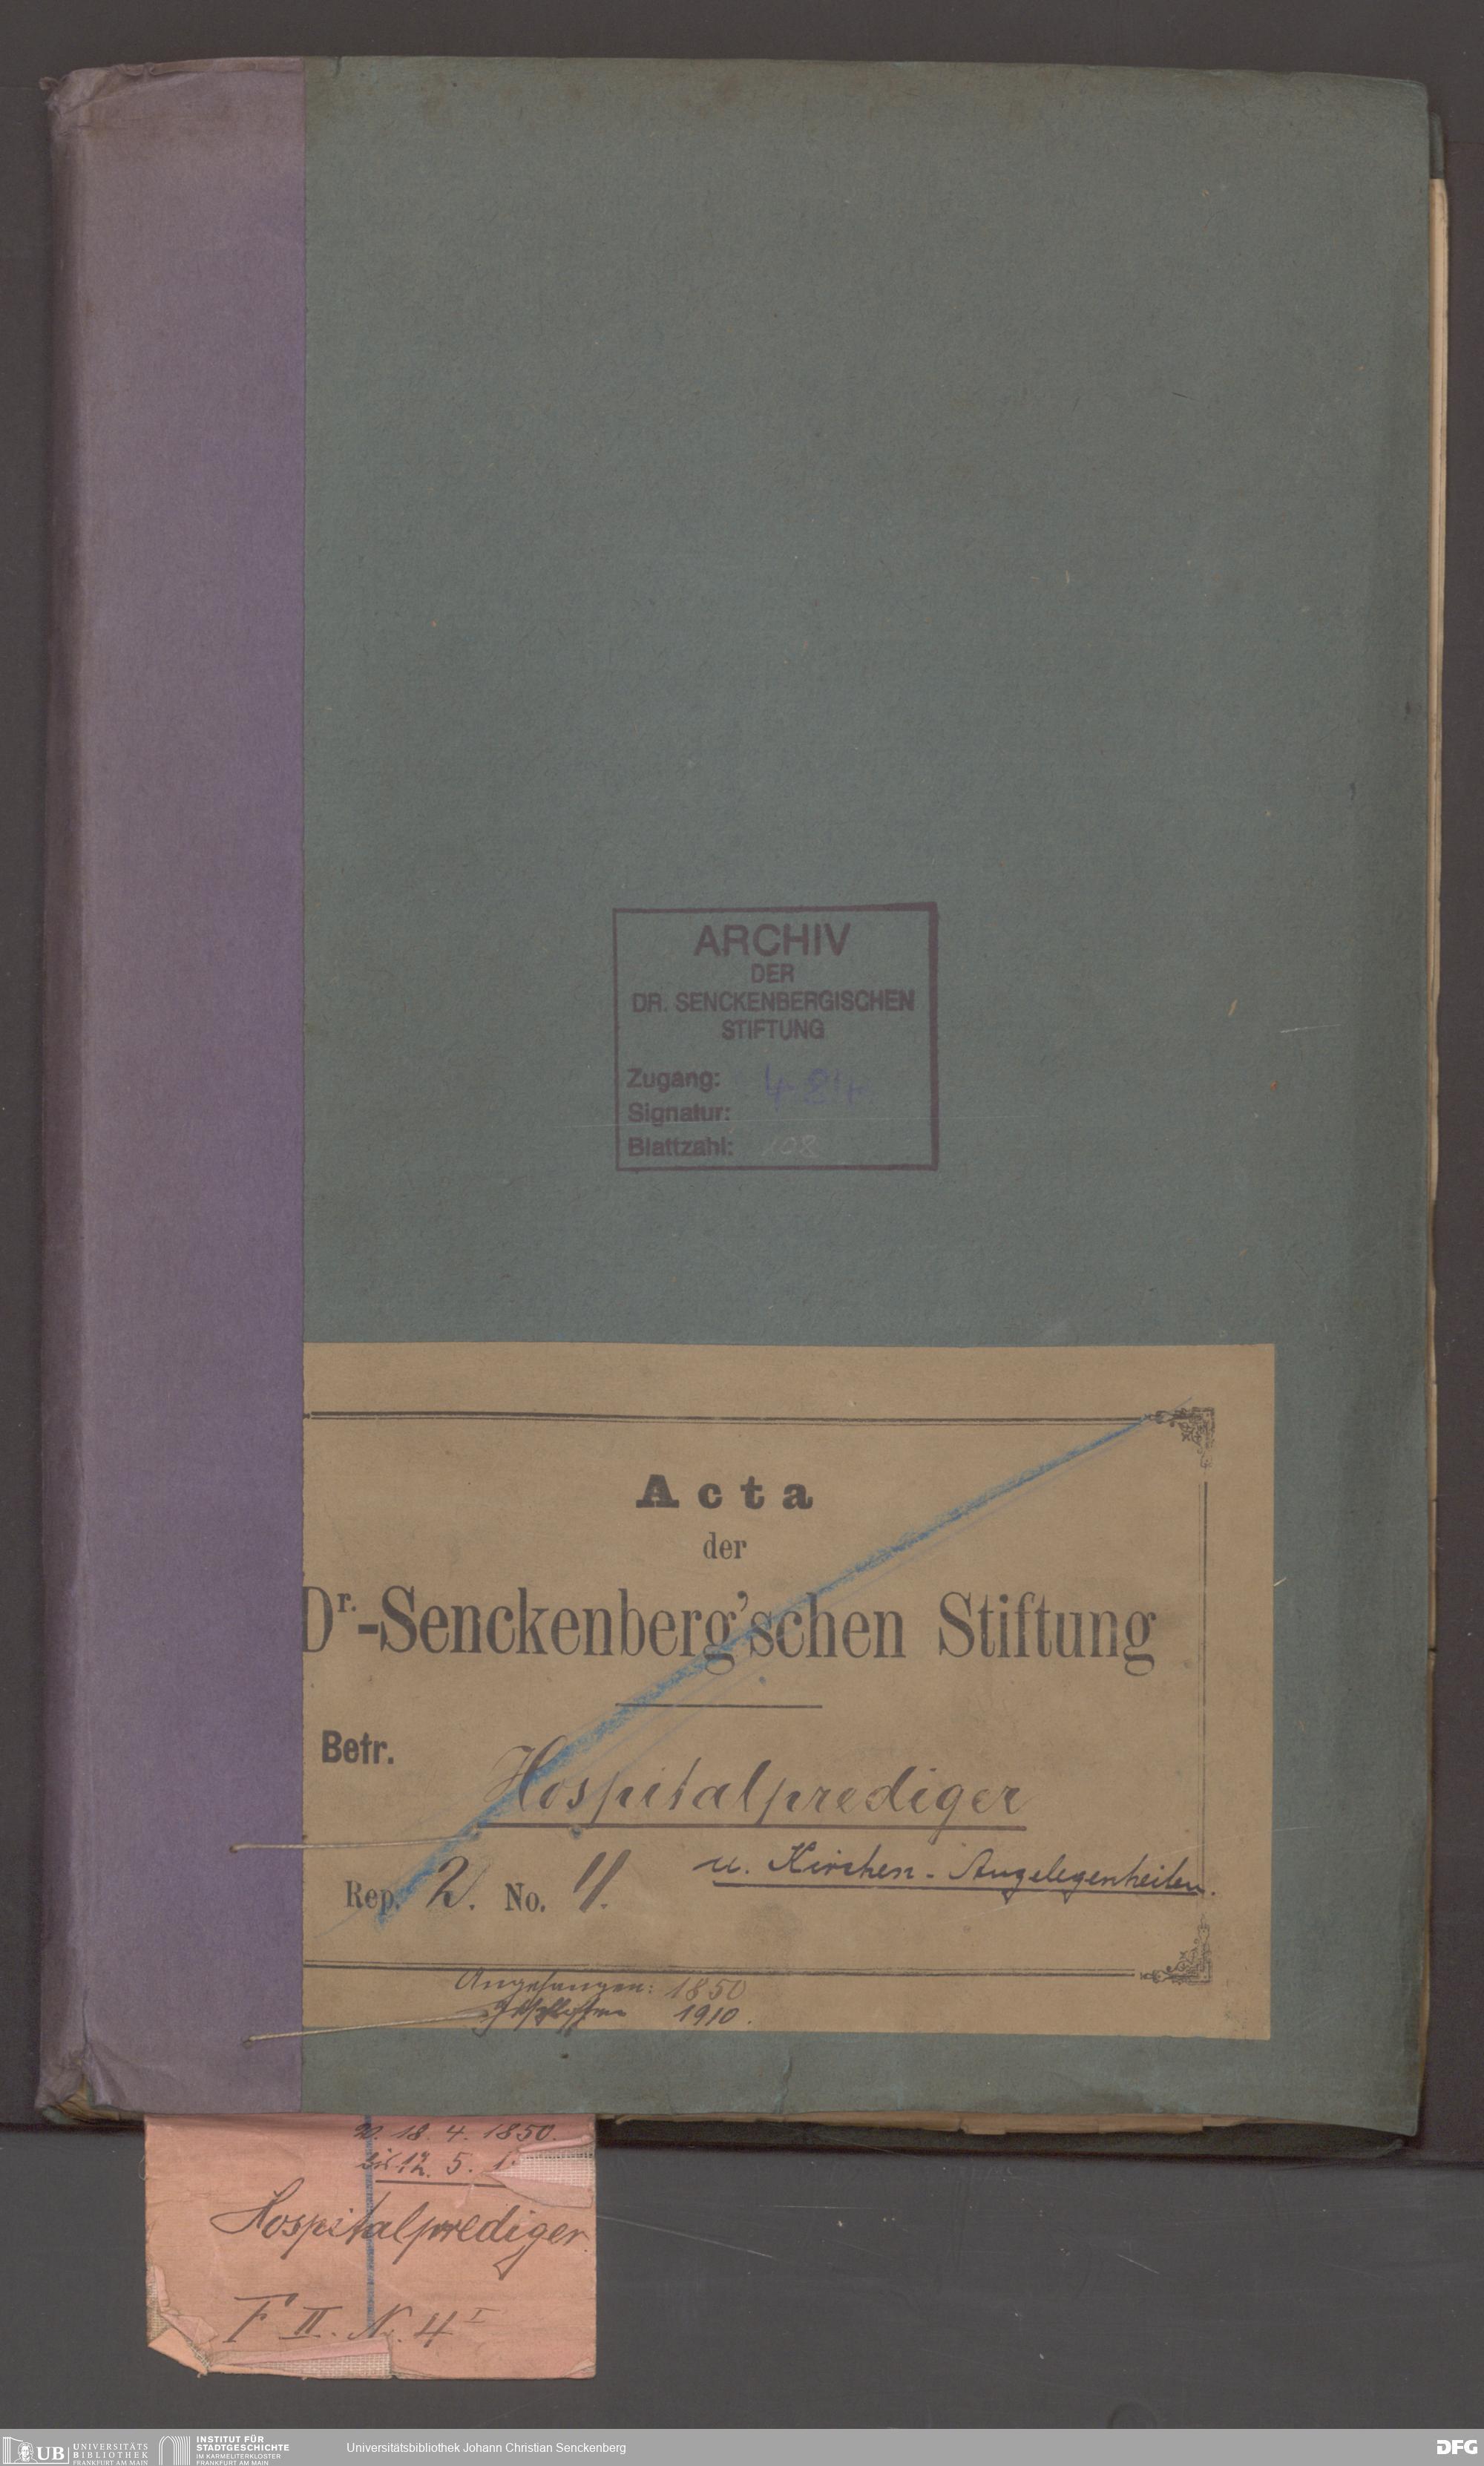 ARCHIV
DER
DR. SENCKENBERGISCHEN
STIFTUNG
Zugang:
Signatur:
Blattzahl: 108
Acta
der
Dr.-Senckenberg'schen Stiftung
Betr.
Hospitalprediger
u. Kirchen-Angelegenheiten.
Rep. 2. No. 11.
Angefangen: 1850
Geschlossen 1910.
v. 18. 4. 1850.
bis 12. 5. 1.
Hospitalprediger.
F II. N. 4 I
UB UNIVERSITÄTS
BIBLIOTHEK
FRANKFURT AM MAIN
INSTITUT FÜR
STADTGESCHICHTE
IM KARMELITERKLOSTER
FRANKFURT AM MAIN
Universitätsbibliothek Johann Christian Senckenberg
DFG